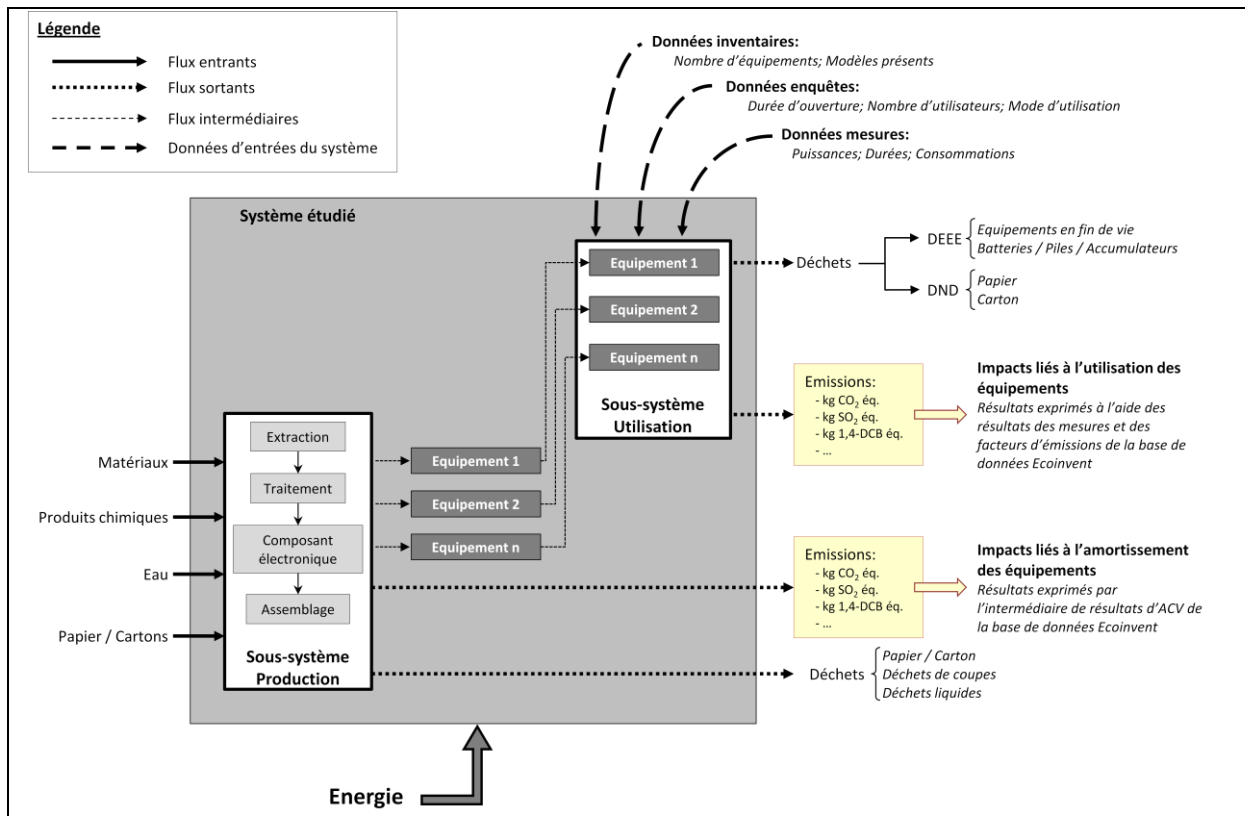 Légende
Flux entrants
Flux sortants
Flux intermédiaires
Données d'entrées du système
Données inventaires:
Nombre d'équipements; Modèles présents
Données enquêtes:
Durée d'ouverture; Nombre d'utilisateurs; Mode d'utilisation
Données mesures:
Puissances; Durées; Consommations
Système étudié
Equipement 1
Equipement 2
Equipement n
Sous-système
Utilisation
Déchets
DEEE
Equipements en fin de vie
Batteries / Piles / Accumulateurs
DND
Papier
Carton
Emissions:
- kg CO₂ éq.
- kg SO₂ éq.
- kg 1,4-DCB éq.
- ...
Impacts liés à l'utilisation des
équipements
Résultats exprimés à l'aide des
résultats des mesures et des
facteurs d'émissions de la base de
données Ecoinvent
Matériaux
Produits chimiques
Eau
Papier / Cartons
Extraction
Traitement
Composant
électronique
Assemblage
Sous-système
Production
Equipement 1
Equipement 2
Equipement n
Emissions:
- kg CO₂ éq.
- kg SO₂ éq.
- kg 1,4-DCB éq.
- ...
Impacts liés à l'amortissement
des équipements
Résultats exprimés par
l'intermédiaire de résultats d'ACV de
la base de données Ecoinvent
Déchets
Papier / Carton
Déchets de coupes
Déchets liquides
Energie